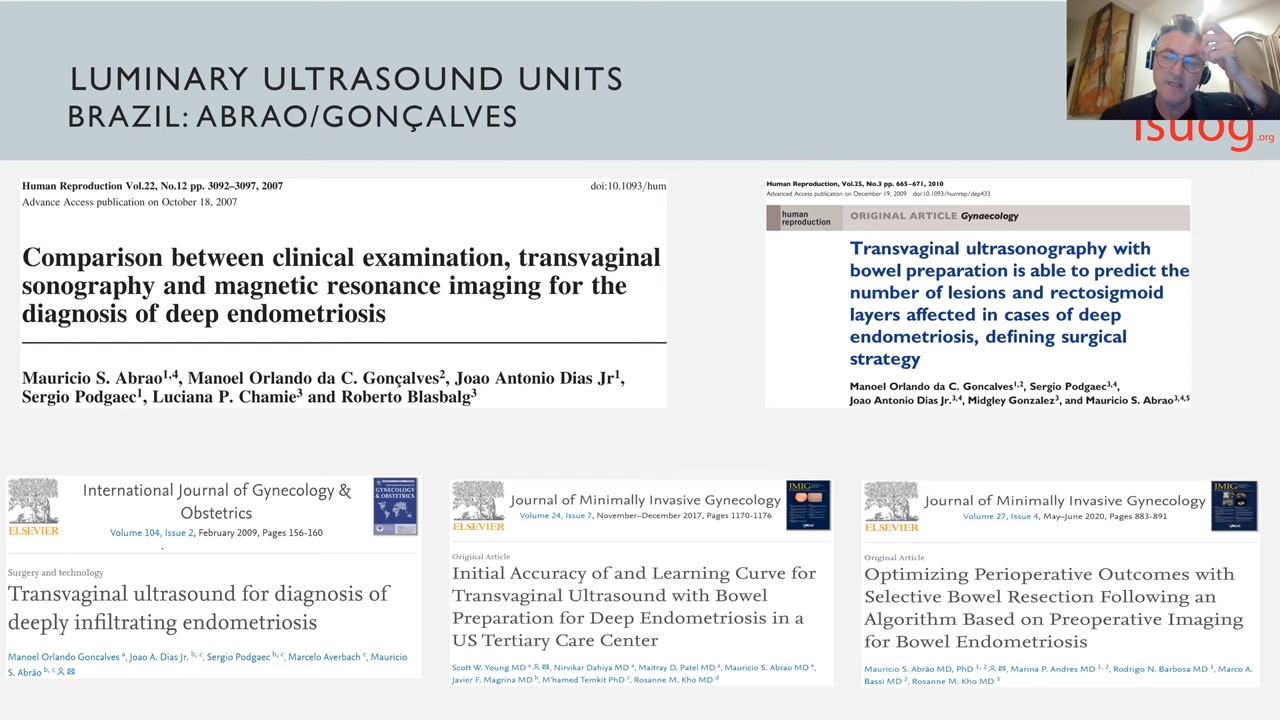 LUMINARY ULTRASOUND UNITS
BRAZIL: ABRAO/GONÇALVES
isuog.org
Human Reproduction Vol.22, No.12 pp. 3092–3097, 2007
doi:10.1093/hum
Advance Access publication on October 18, 2007
Comparison between clinical examination, transvaginal
sonography and magnetic resonance imaging for the
diagnosis of deep endometriosis
Mauricio S. Abrao1,4, Manoel Orlando da C. Gonçalves2, Joao Antonio Dias Jr1,
Sergio Podgaec1, Luciana P. Chamie3 and Roberto Blasbalg3
Human Reproduction, Vol.25, No.3 pp. 665–671, 2010
Advanced Access publication on December 19, 2009 doi:10.1093/humrep/dep433
human
reproduction
ORIGINAL ARTICLE Gynaecology
Transvaginal ultrasonography with
bowel preparation is able to predict the
number of lesions and rectosigmoid
layers affected in cases of deep
endometriosis, defining surgical
strategy
Manoel Orlando da C. Goncalves1,2, Sergio Podgaec3,4,
Joao Antonio Dias Jr.3,4, Midgley Gonzalez3, and Mauricio S. Abrao3,4,5
ELSEVIER
International Journal of Gynecology &
Obstetrics
Volume 104, Issue 2, February 2009, Pages 156-160
GYNECOLOGY
& OBSTETRICS
Surgery and technology
Transvaginal ultrasound for diagnosis of
deeply infiltrating endometriosis
Manoel Orlando Goncalves a, Joao A. Dias Jr. b, c, Sergio Podgaec b, c, Marcelo Averbach c, Mauricio
S. Abrão b, c
ELSEVIER
Journal of Minimally Invasive Gynecology
Volume 24, Issue 7, November–December 2017, Pages 1170-1176
JMIG
Original Article
Initial Accuracy of and Learning Curve for
Transvaginal Ultrasound with Bowel
Preparation for Deep Endometriosis in a
US Tertiary Care Center
Scott W. Young MD a, Nirvikar Dahiya MD a, Maitray D. Patel MD a, Mauricio S. Abrao MD e,
Javier F. Magrina MD b, M'hamed Temkit PhD c, Rosanne M. Kho MD d
ELSEVIER
Journal of Minimally Invasive Gynecology
Volume 27, Issue 4, May–June 2020, Pages 883-891
JMIG
Original Article
Optimizing Perioperative Outcomes with
Selective Bowel Resection Following an
Algorithm Based on Preoperative Imaging
for Bowel Endometriosis
Mauricio S. Abrão MD, PhD 1, 2, Marina P. Andres MD 1, 2, Rodrigo N. Barbosa MD 1, Marco A.
Bassi MD 2, Rosanne M. Kho MD 3